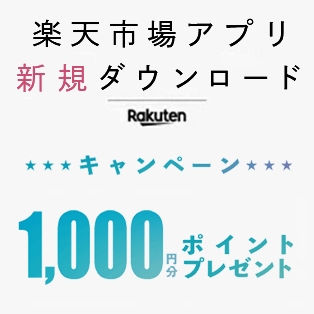 楽天市場アプリ
新規ダウンロード
Rakuten
★★★キャンペーン★★★
1,000円分ポイント
プレゼント